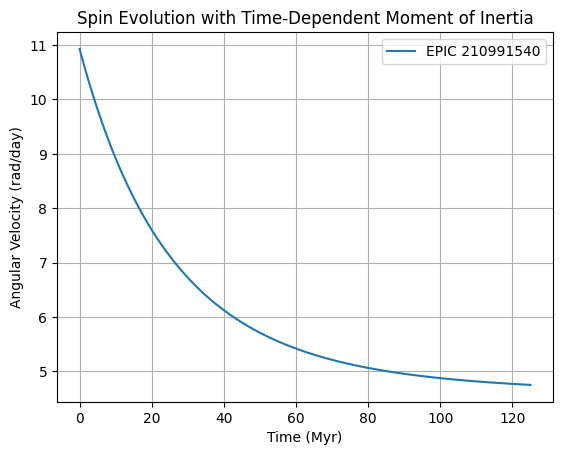 Spin Evolution with Time-Dependent Moment of Inertia
EPIC 210991540
11
10
9
8
7
6
5
Angular Velocity (rad/day)
0 20 40 60 80 100 120
Time (Myr)